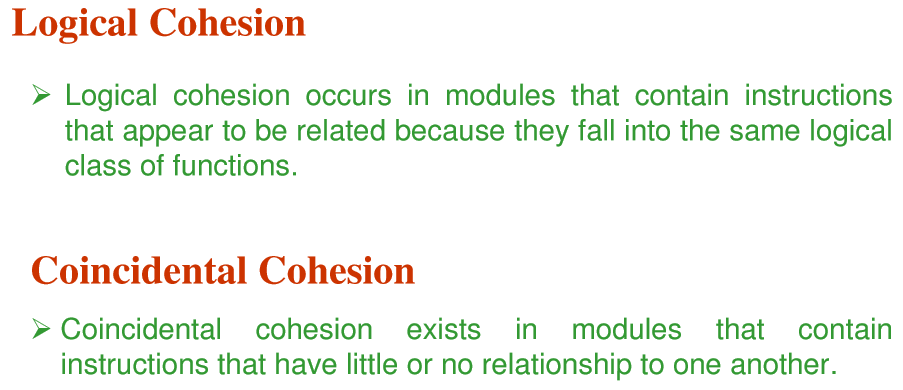 Logical Cohesion
➢ Logical cohesion occurs in modules that contain instructions
that appear to be related because they fall into the same logical
class of functions.
Coincidental Cohesion
➢ Coincidental cohesion exists in modules that contain
instructions that have little or no relationship to one another.